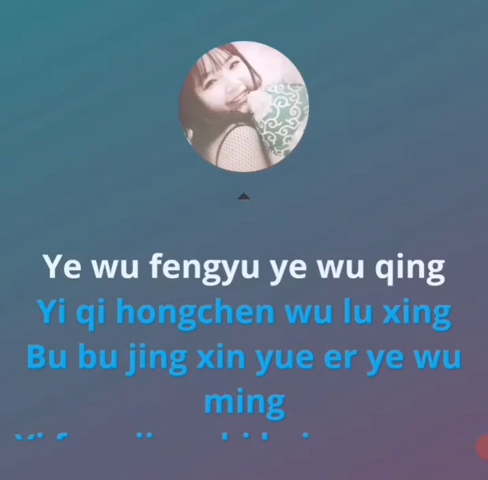 Ye wu fengyu ye wu qing
Yi qi hongchen wu lu xing
Bu bu jing xin yue er ye wu
ming